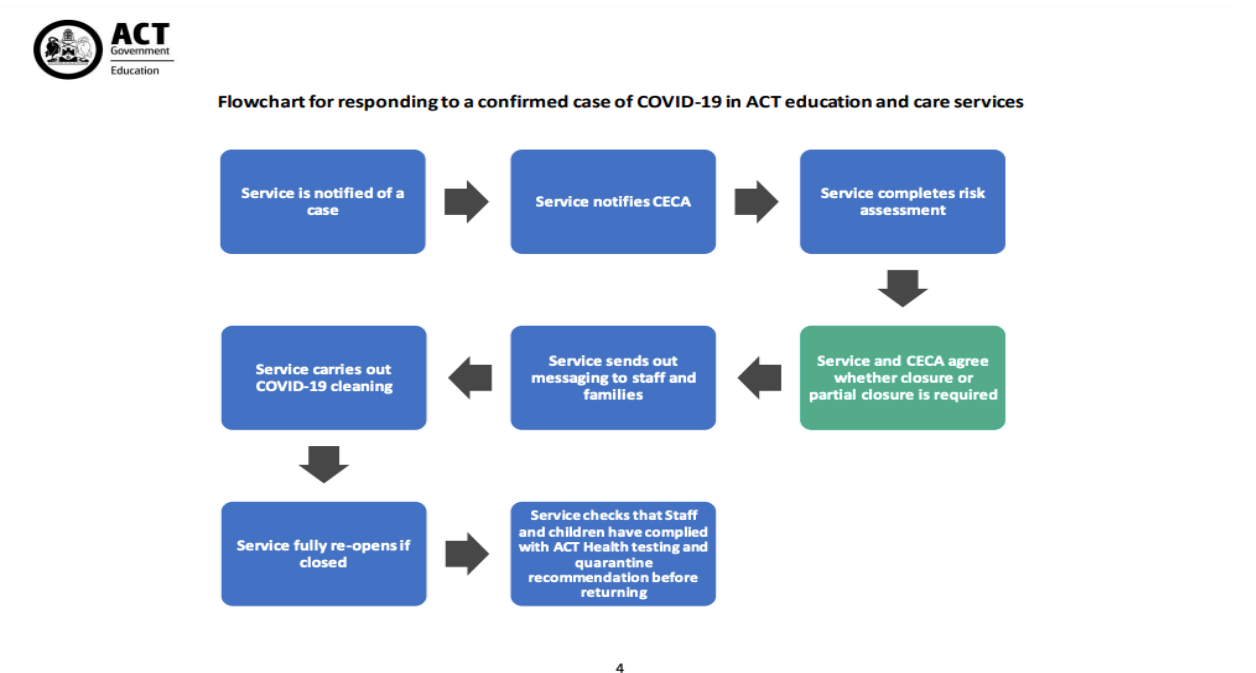 ACT
Government
Education
Flowchart for responding to a confirmed case of COVID-19 in ACT education and care services
Service is notified of a
case
Service notifies CECA
Service completes risk
assessment
Service and CECA agree
whether closure or
partial closure is required
Service sends out
messaging to staff and
families
Service carries out
COVID-19 cleaning
Service fully re-opens if
closed
Service checks that Staff
and children have complied
with ACT Health testing and
quarantine
recommendation before
returning
4